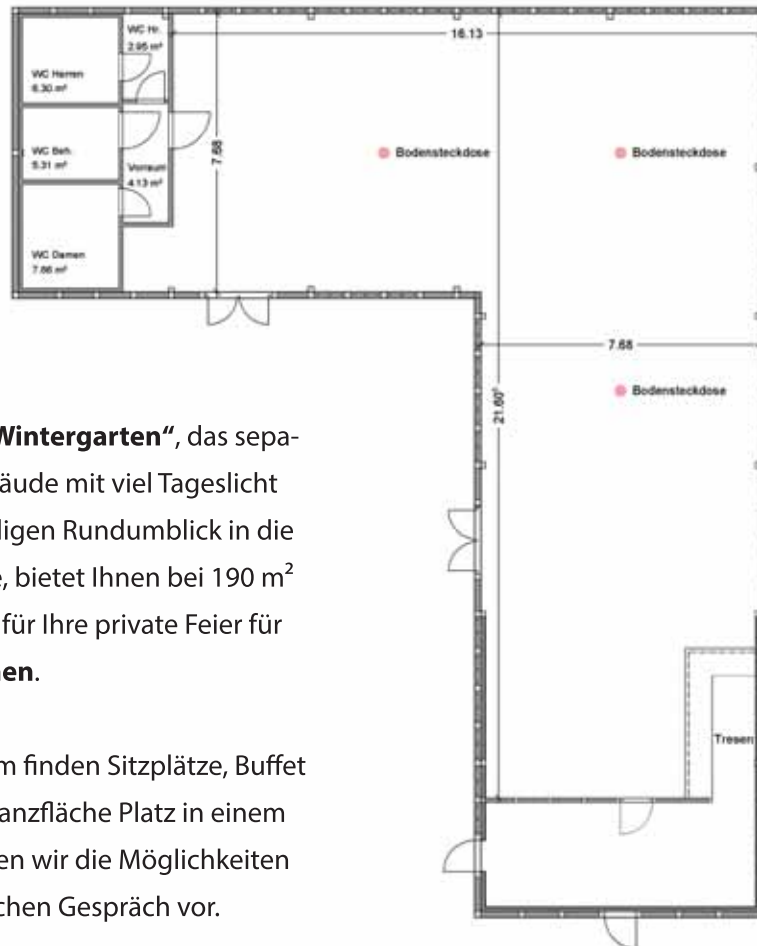 WC Hr.
2.95 m²
16.13
WC Herren
6.30 m²
7.68
Bodensteckdose
Bodensteckdose
WC Beh.
5.31 m²
Vorraum
4.13 m²
WC Damen
7.86 m²
7.68
Bodensteckdose
21.60⁵
Wintergarten“, das sepa-
äude mit viel Tageslicht
digen Rundumblick in die
, bietet Ihnen bei 190 m²
für Ihre private Feier für
en.
m finden Sitzplätze, Buffet
anzfläche Platz in einem
en wir die Möglichkeiten
chen Gespräch vor.
Tresen